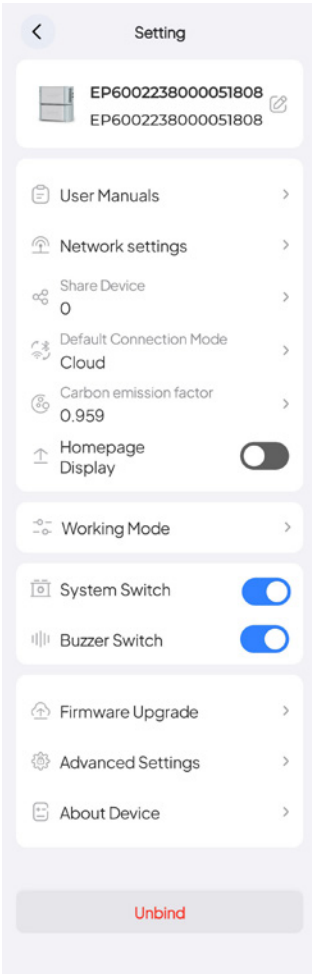 Setting
EP6002238000051808
EP6002238000051808
User Manuals
Network settings
Share Device
0
Default Connection Mode
Cloud
Carbon emission factor
0.959
Homepage
Display
Working Mode
System Switch
Buzzer Switch
Firmware Upgrade
Advanced Settings
About Device
Unbind